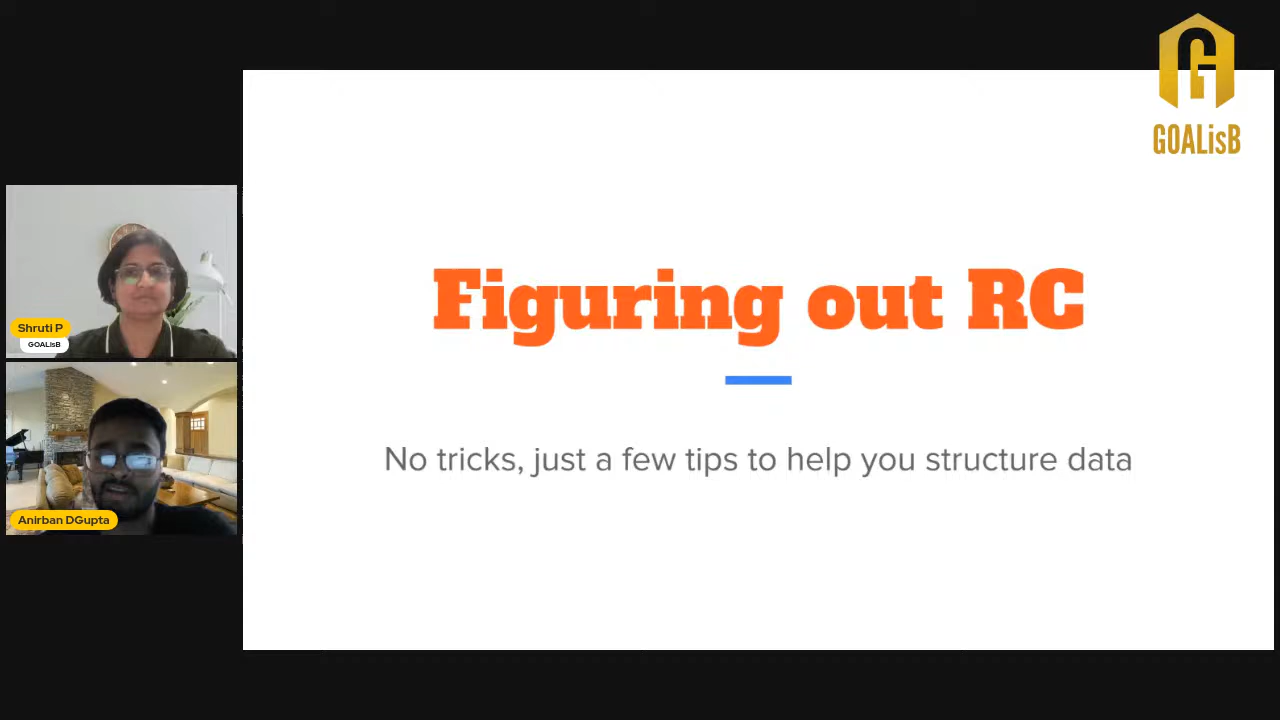 GOALisB
Figuring out RC
No tricks, just a few tips to help you structure data
Shruti P
GOALisB
Anirban DGupta